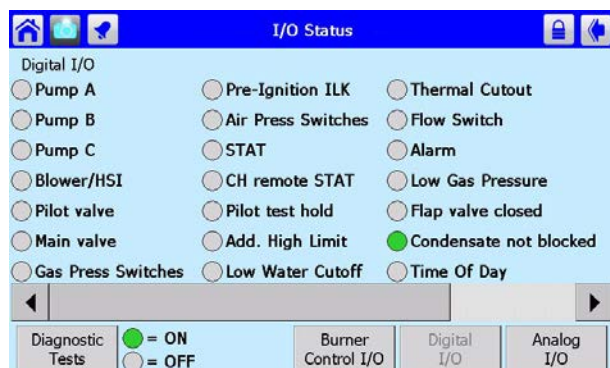 I/O Status
Digital I/O
Pump A Pre-Ignition ILK Thermal Cutout
Pump B Air Press Switches Flow Switch
Pump C STAT Alarm
Blower/HSI CH remote STAT Low Gas Pressure
Pilot valve Pilot test hold Flap valve closed
Main valve Add. High Limit Condensate not blocked
Gas Press Switches Low Water Cutoff Time Of Day
Diagnostic
Tests
= ON
= OFF
Burner
Control I/O
Digital
I/O
Analog
I/O